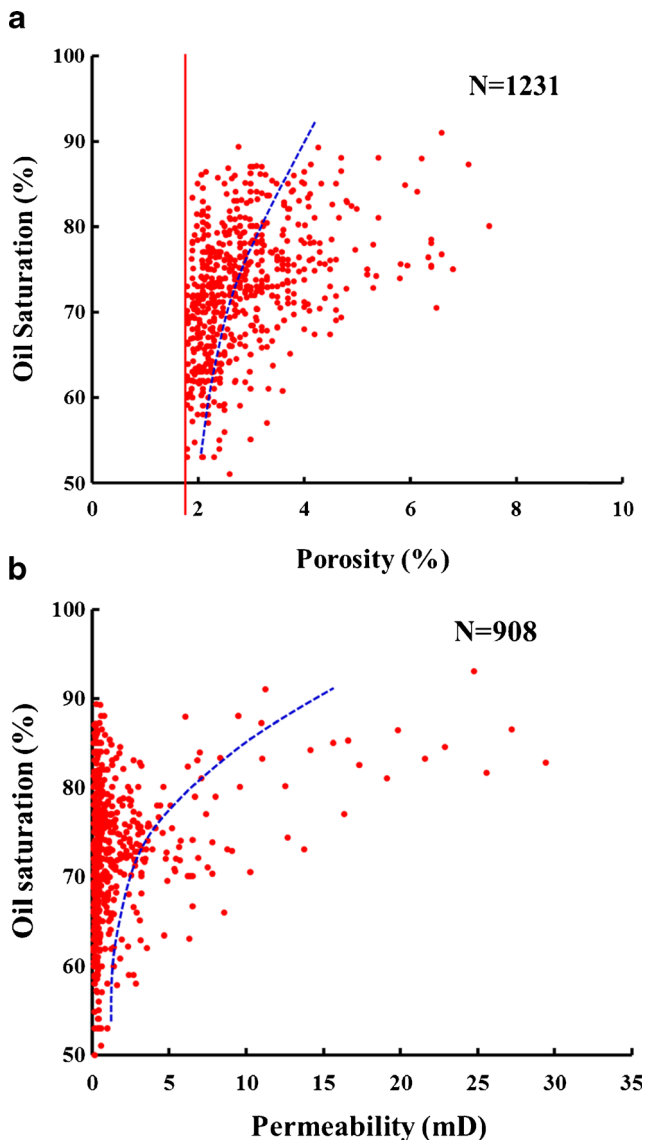 a
100
N=1231
90
80
70
60
50
Oil Saturation (%)
0 2 4 6 8 10
Porosity (%)
b
100
N=908
90
80
70
60
50
Oil saturation (%)
0 5 10 15 20 25 30 35
Permeability (mD)